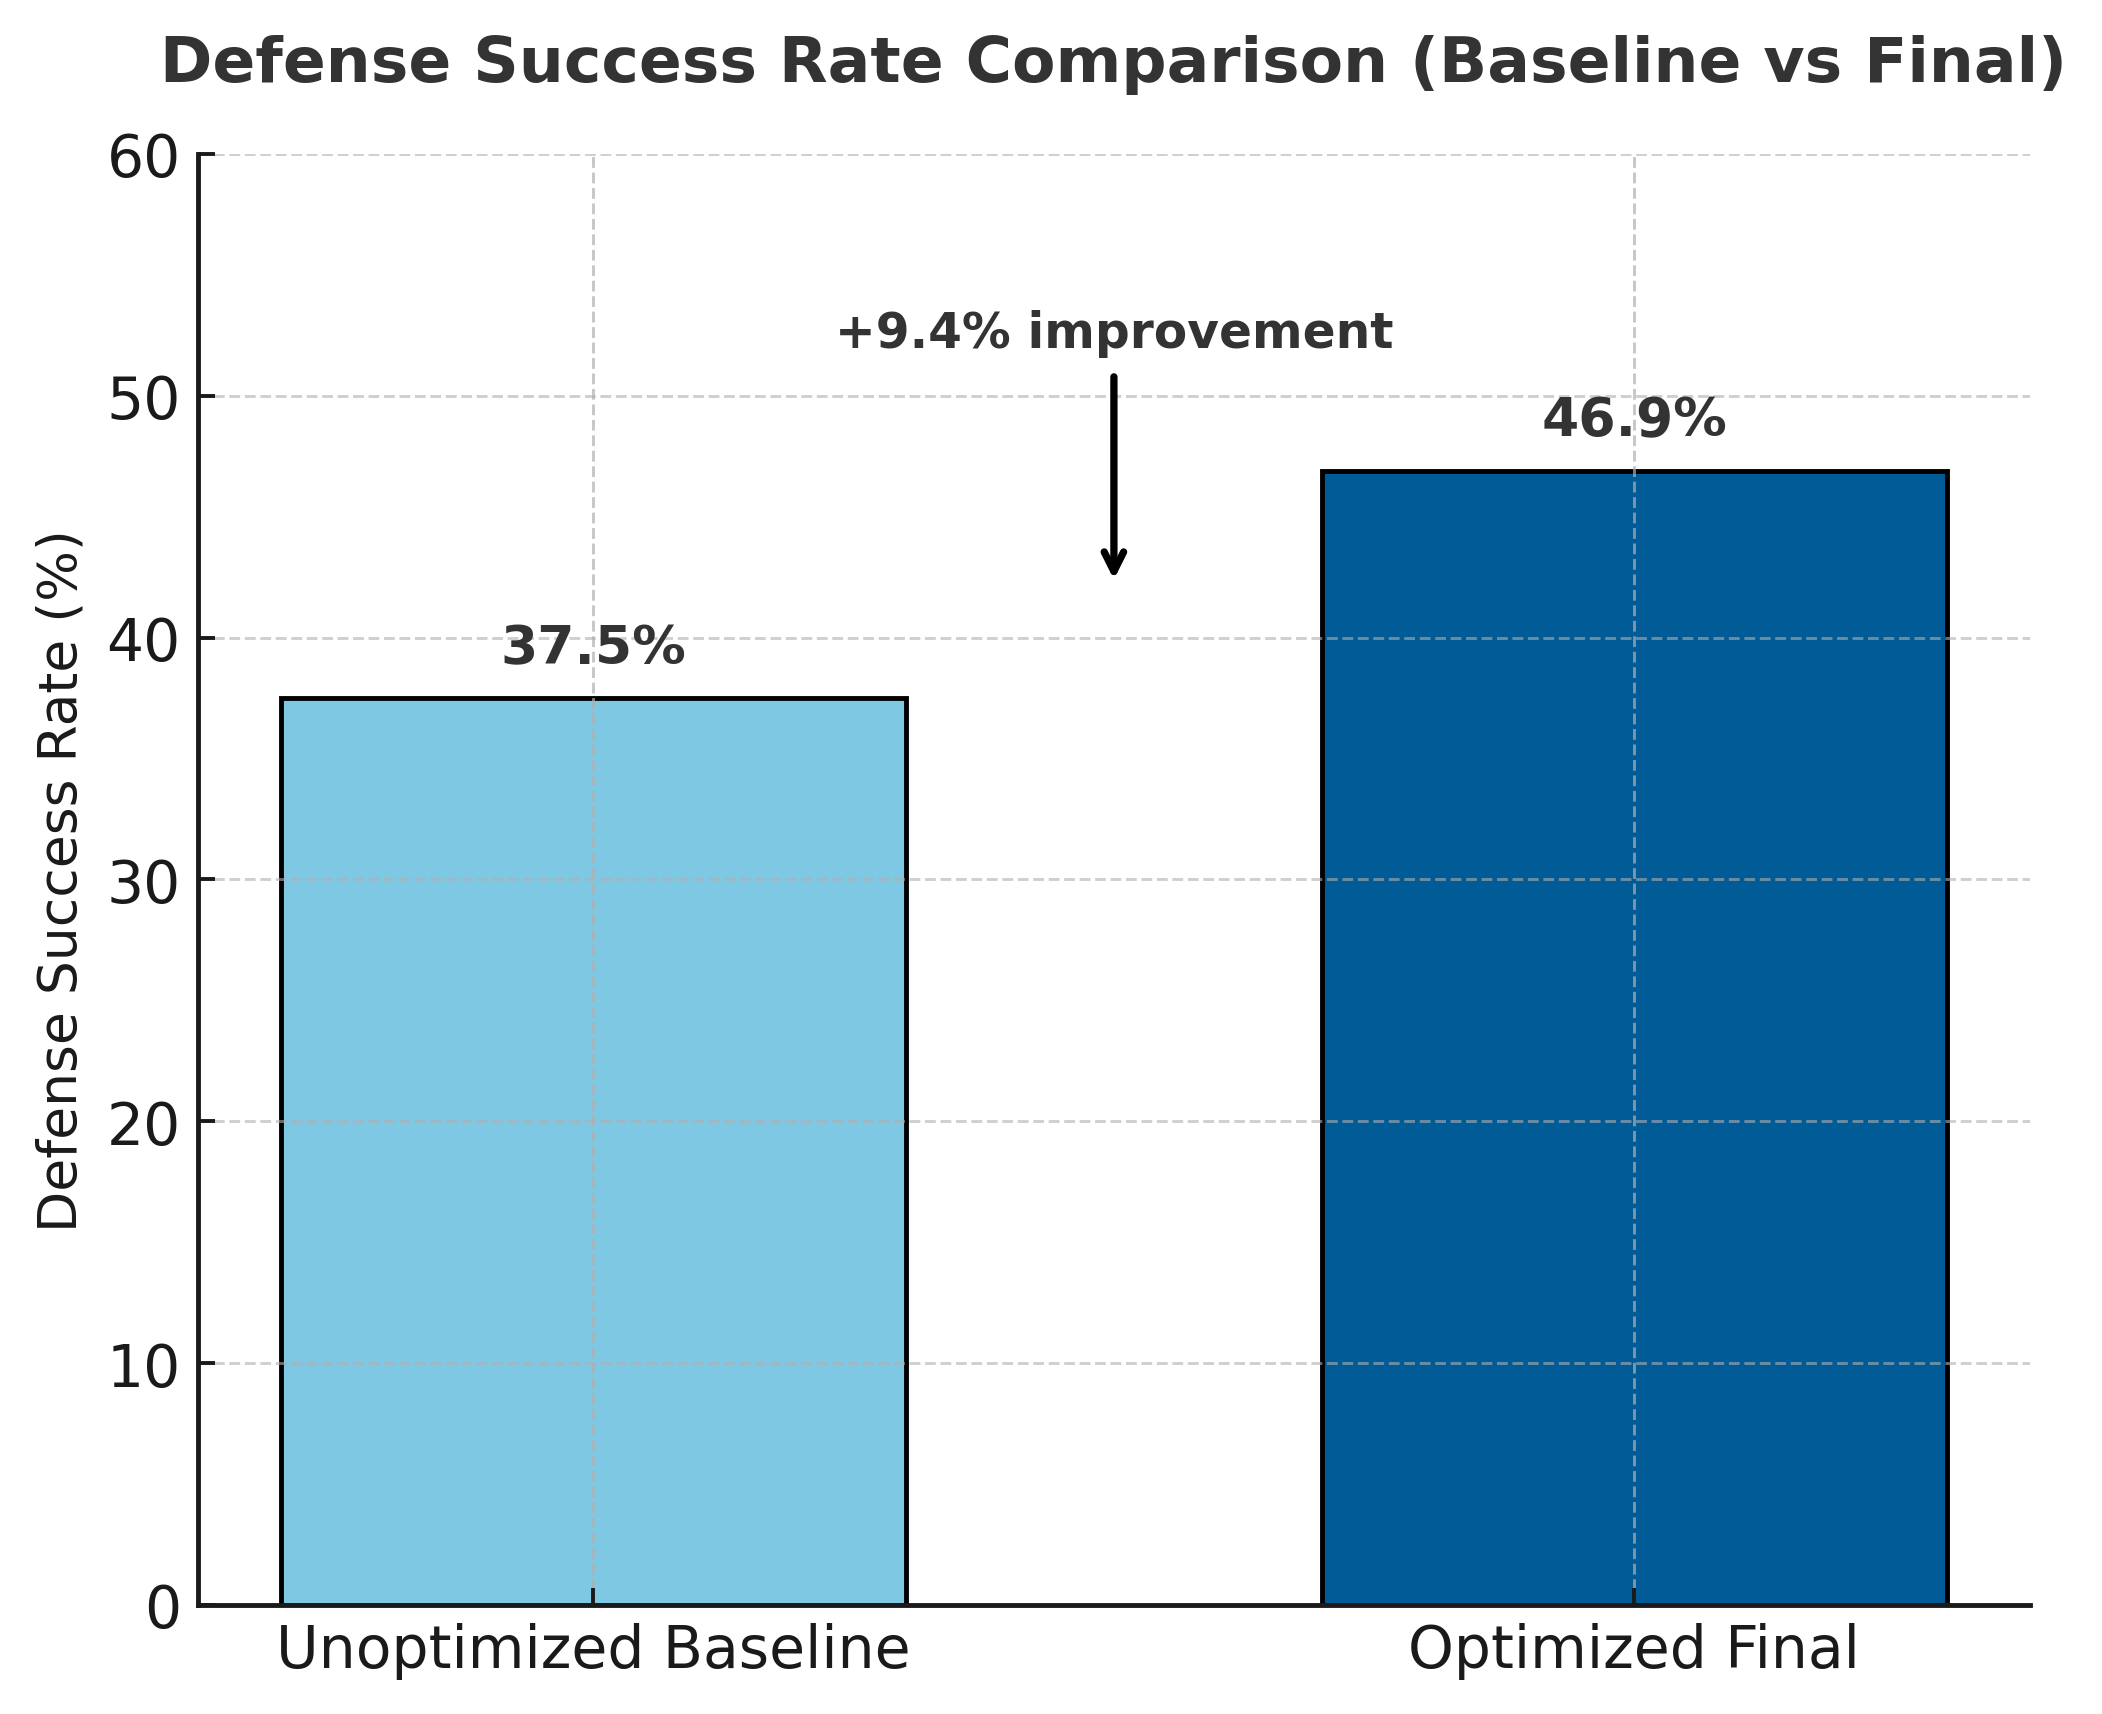 Defense Success Rate Comparison (Baseline vs Final)
Defense Success Rate (%)
60
50
40
30
20
10
0
+9.4% improvement
37.5%
46.9%
Unoptimized Baseline
Optimized Final